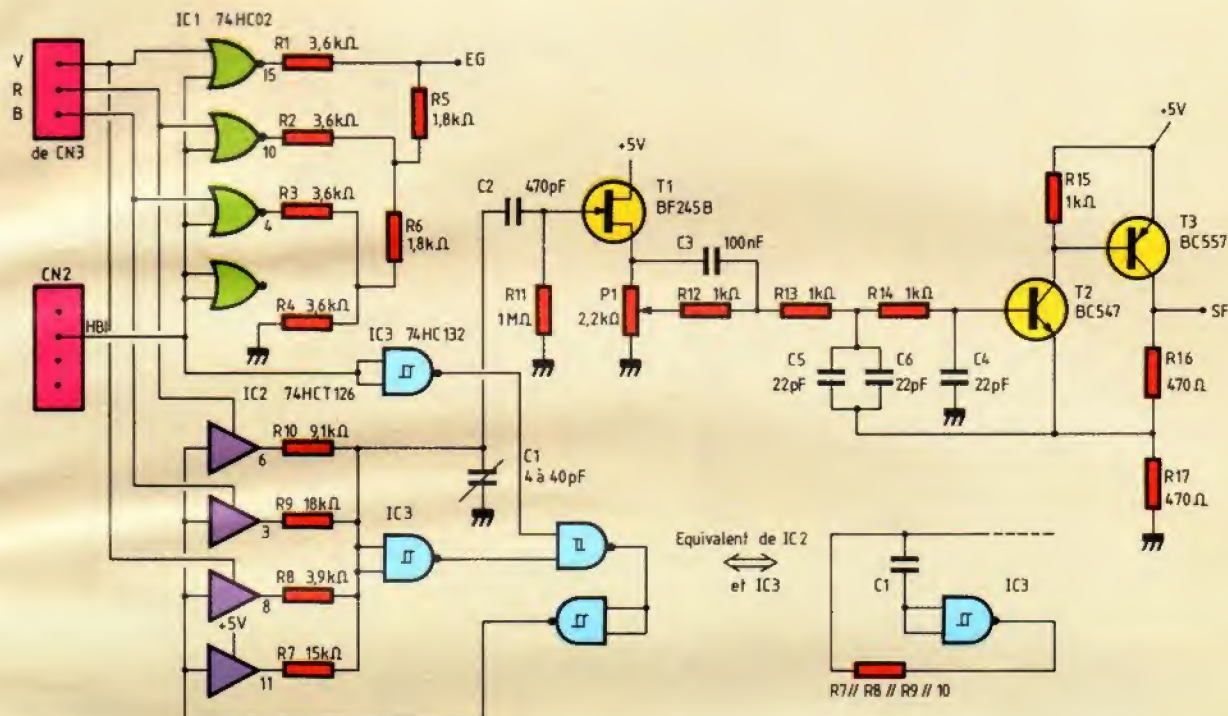 IC1 74HC02
V
R
B
de CN3
R1 3,6kΩ
15
EG
R5
1,8kΩ
R2 3,6kΩ
10
R3 3,6kΩ
4
R6
1,8kΩ
R4 3,6kΩ
CN2
HBI
IC3 74HC132
IC2 74HCT126
C2 470pF
+5V
T1
BF245B
R11
1MΩ
C3 100nF
P1
2,2kΩ
R12 1kΩ
R13 1kΩ
R14 1kΩ
C5
22pF
C6
22pF
C4
22pF
+5V
R15
1kΩ
T3
BC557
T2
BC547
SF
R16
470Ω
R17
470Ω
R10 9,1kΩ
6
C1
4 à 40pF
R9 18kΩ
3
IC3
R8 3,9kΩ
8
+5V
R7 15kΩ
11
Equivalent de IC2
et IC3
C1
IC3
R7// R8 // R9 // 10